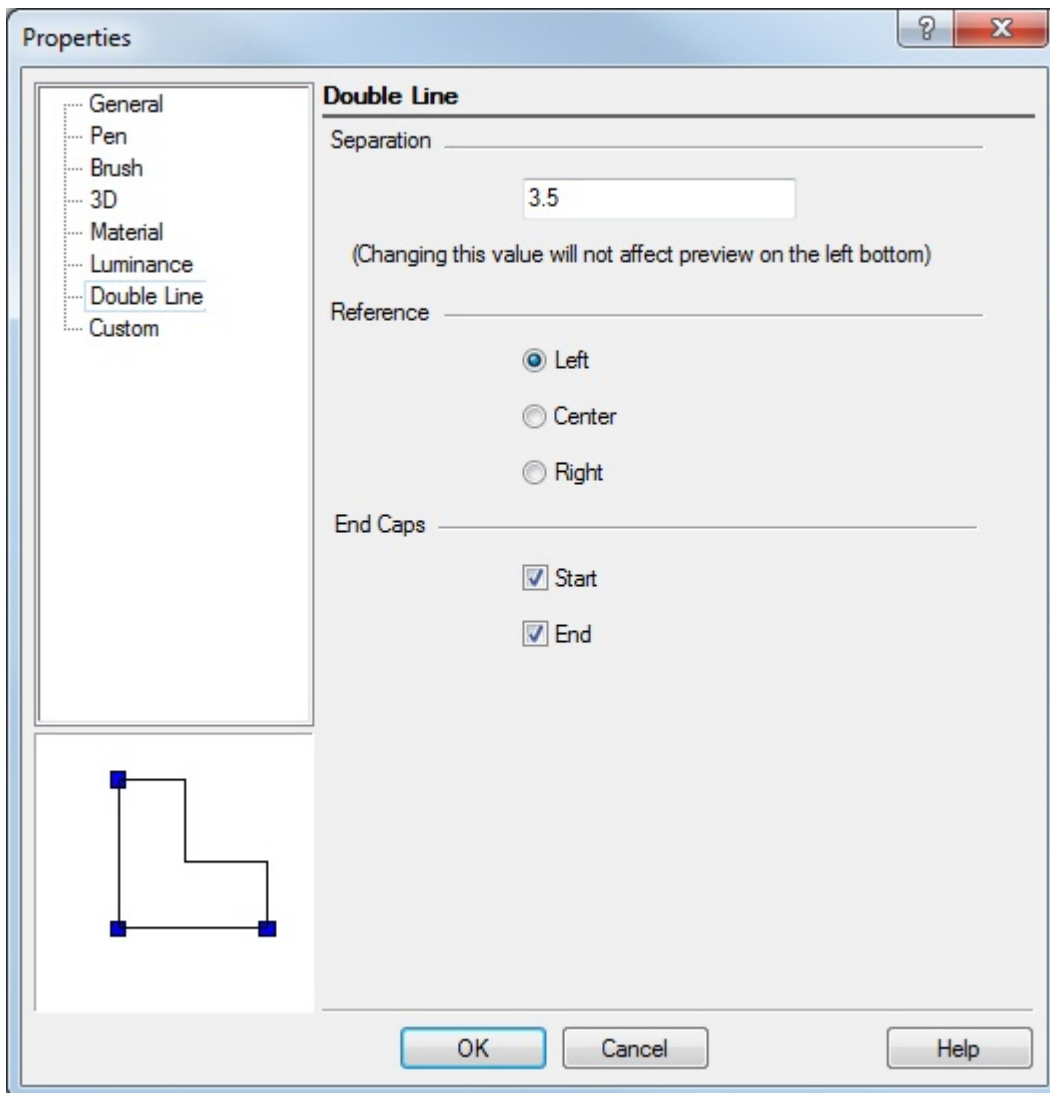 Properties
General
Pen
Brush
3D
Material
Luminance
Double Line
Custom
Double Line
Separation
3.5
(Changing this value will not affect preview on the left bottom)
Reference
Left
Center
Right
End Caps
Start
End
OK
Cancel
Help